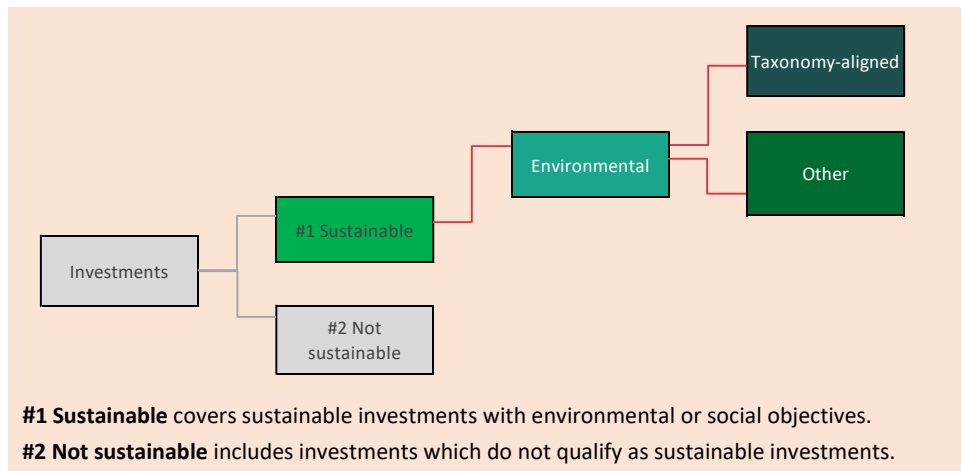 Taxonomy-aligned
Environmental
Other
#1 Sustainable
Investments
#2 Not
sustainable
#1 Sustainable covers sustainable investments with environmental or social objectives.
#2 Not sustainable includes investments which do not qualify as sustainable investments.